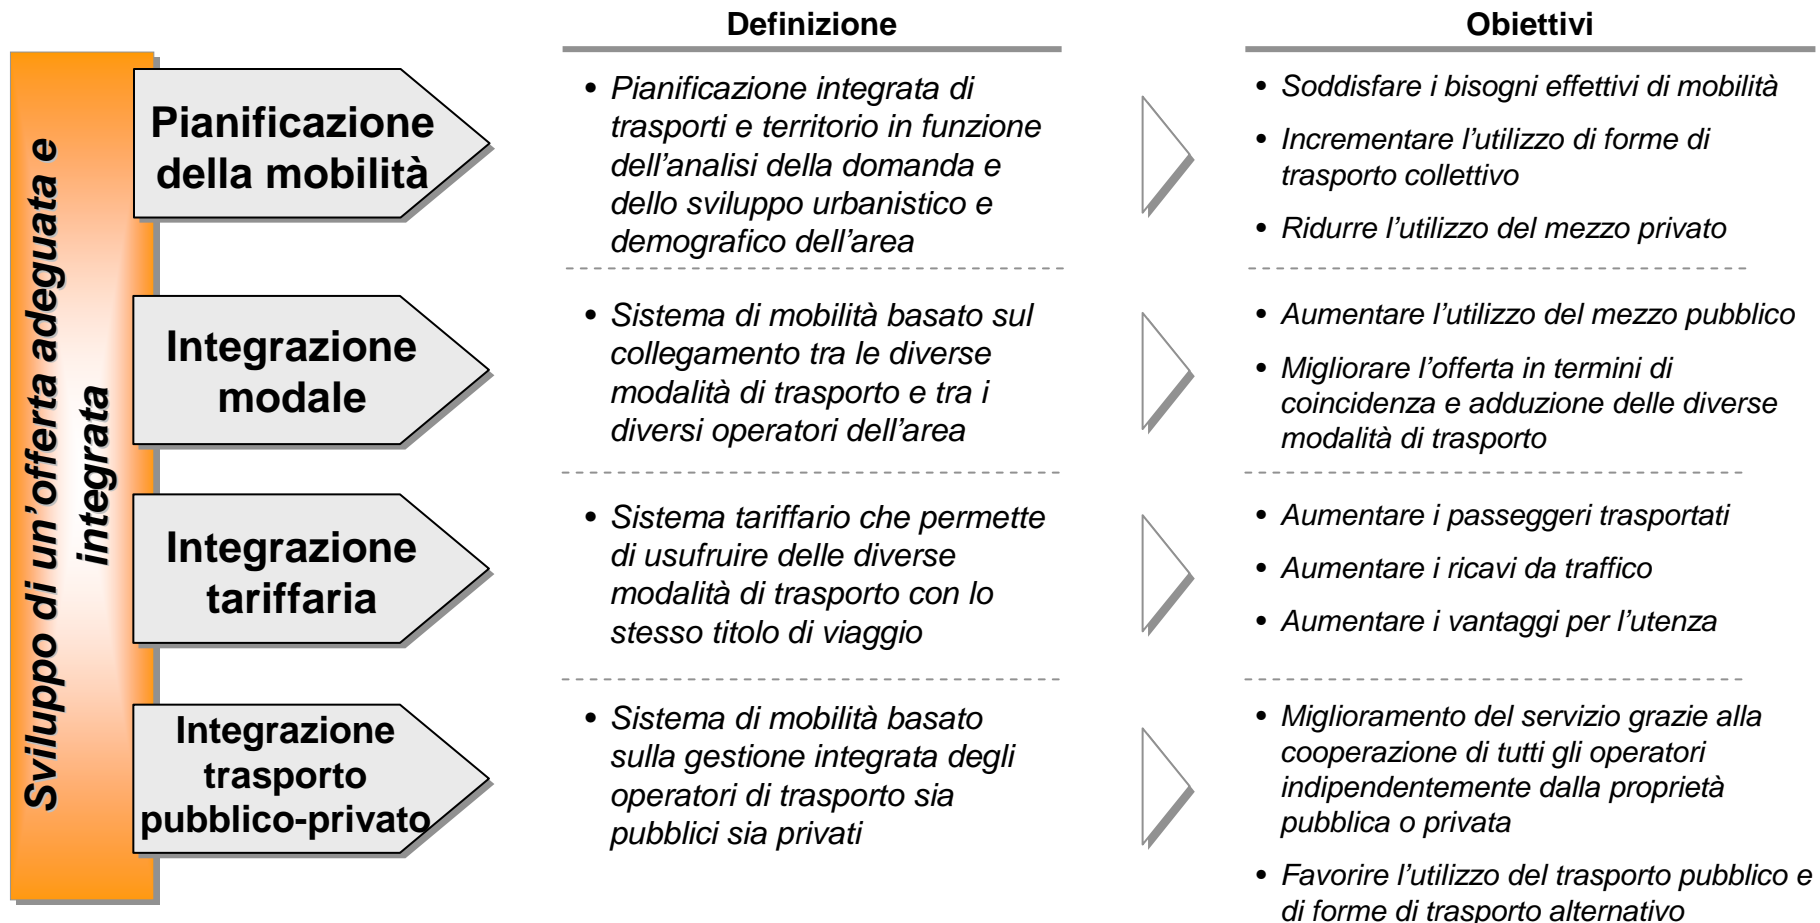 Definizione
Obiettivi
Sviluppo di un'offerta adeguata e
integrata
Pianificazione
della mobilità
• Pianificazione integrata di
trasporti e territorio in funzione
dell'analisi della domanda e
dello sviluppo urbanistico e
demografico dell'area
• Soddisfare i bisogni effettivi di mobilità
• Incrementare l'utilizzo di forme di
trasporto collettivo
• Ridurre l'utilizzo del mezzo privato
Integrazione
modale
• Sistema di mobilità basato sul
collegamento tra le diverse
modalità di trasporto e tra i
diversi operatori dell'area
• Aumentare l'utilizzo del mezzo pubblico
• Migliorare l'offerta in termini di
coincidenza e adduzione delle diverse
modalità di trasporto
Integrazione
tariffaria
• Sistema tariffario che permette
di usufruire delle diverse
modalità di trasporto con lo
stesso titolo di viaggio
• Aumentare i passeggeri trasportati
• Aumentare i ricavi da traffico
• Aumentare i vantaggi per l'utenza
Integrazione
trasporto
pubblico-privato
• Sistema di mobilità basato
sulla gestione integrata degli
operatori di trasporto sia
pubblici sia privati
• Miglioramento del servizio grazie alla
cooperazione di tutti gli operatori
indipendentemente dalla proprietà
pubblica o privata
• Favorire l'utilizzo del trasporto pubblico e
di forme di trasporto alternativo